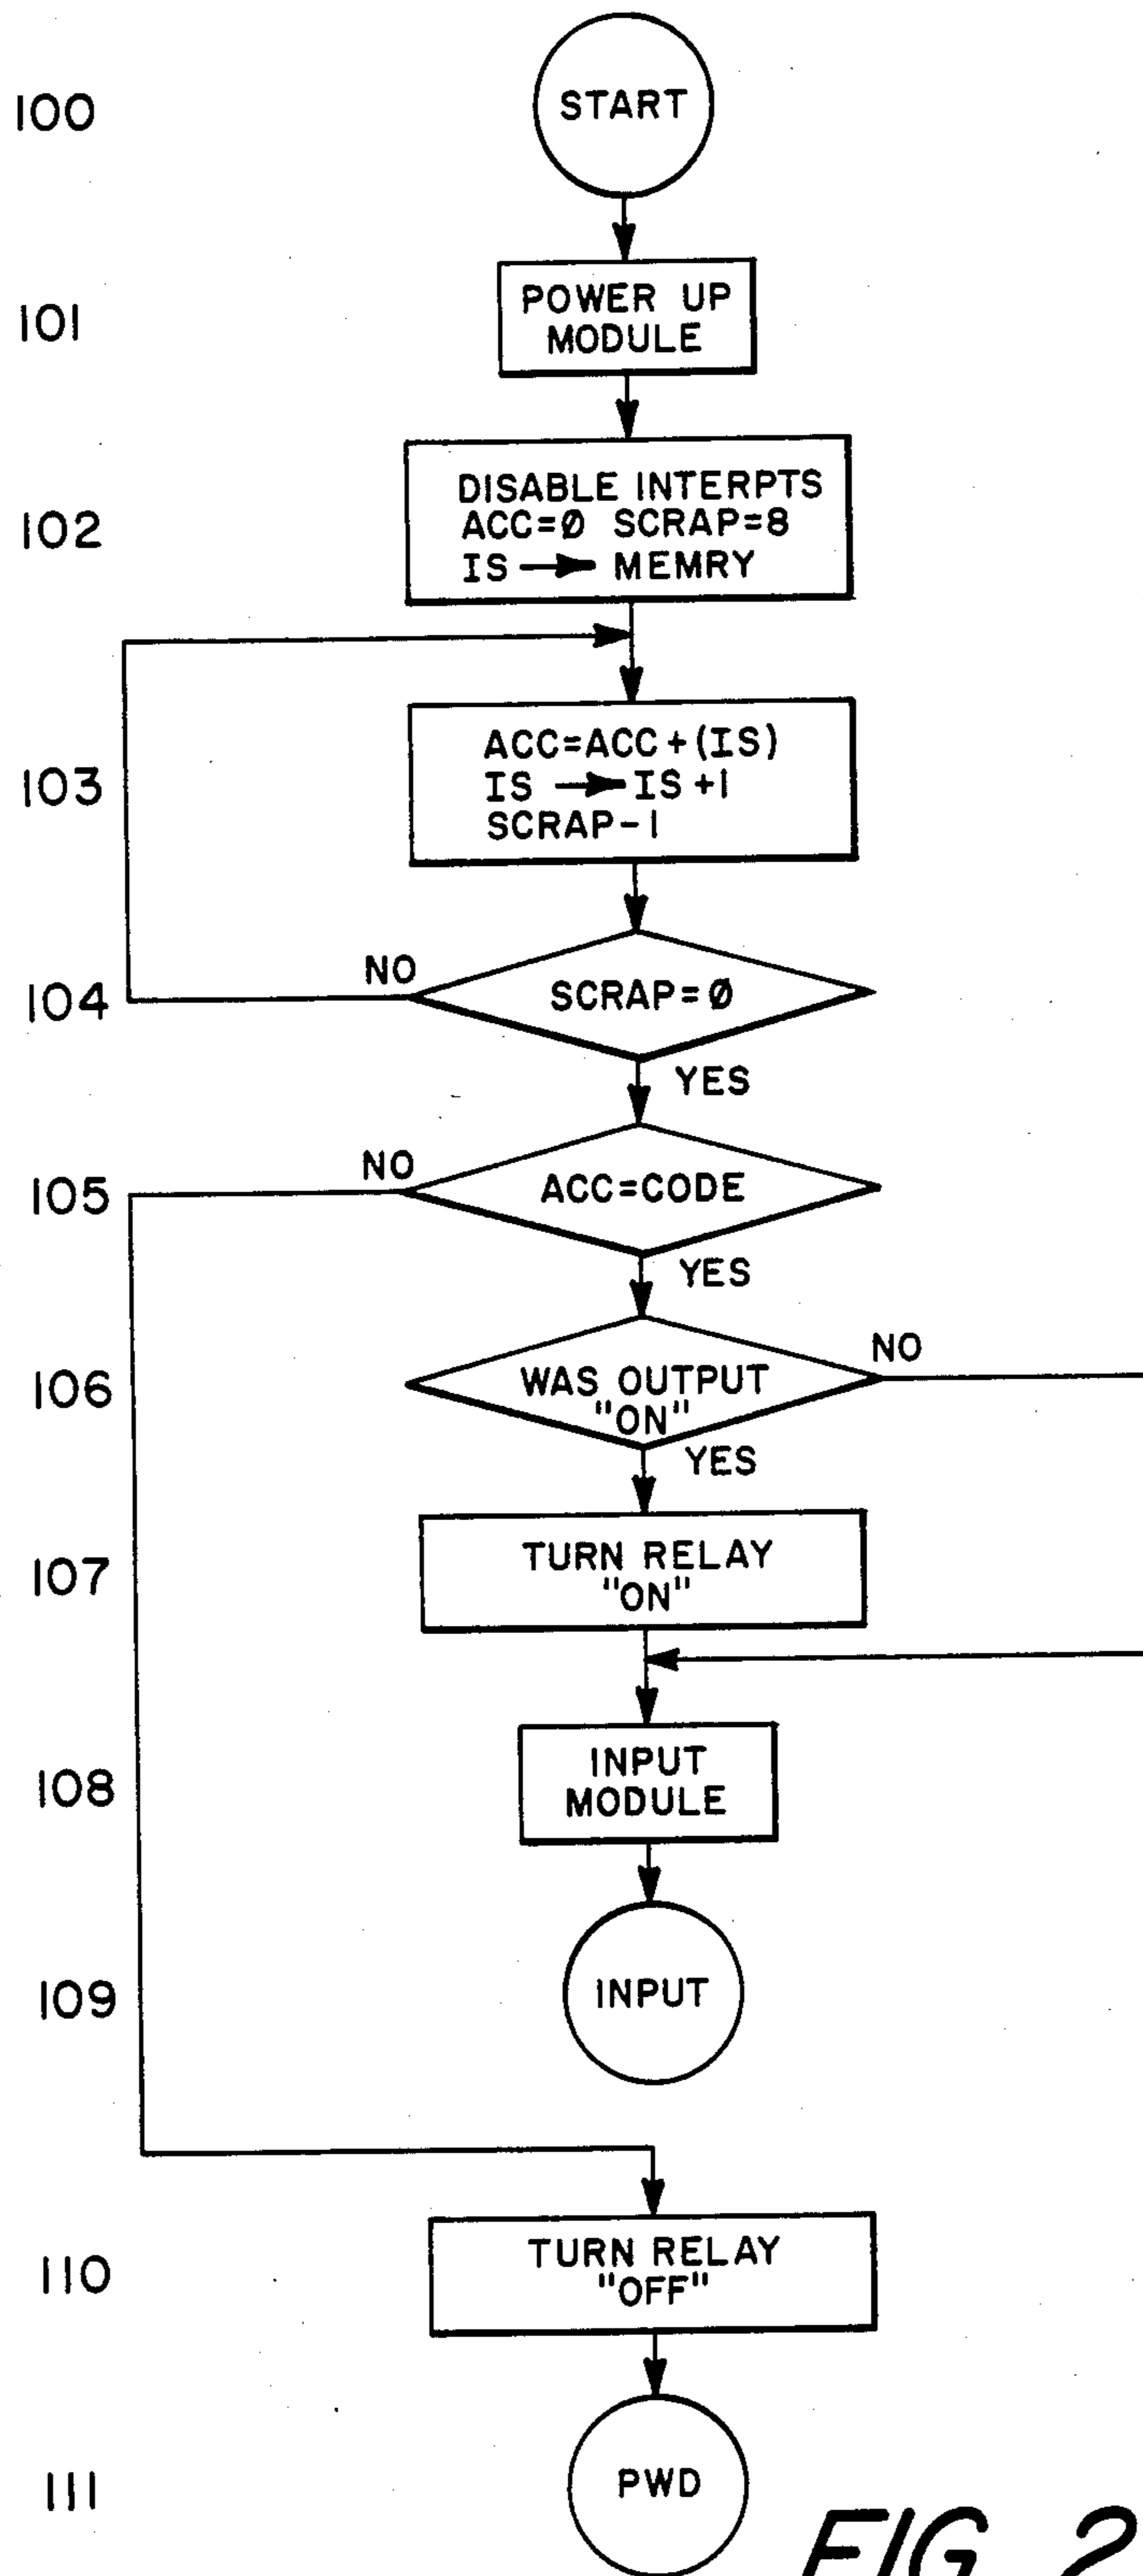 100
START
101
POWER UP
MODULE
102
DISABLE INTERPTS
ACC=Ø SCRAP=8
IS → MEMRY
103
ACC=ACC+(IS)
IS → IS+1
SCRAP-1
104
NO
SCRAP=Ø
YES
105
NO
ACC=CODE
YES
106
WAS OUTPUT
"ON"
NO
YES
107
TURN RELAY
"ON"
108
INPUT
MODULE
109
INPUT
110
TURN RELAY
"OFF"
111
PWD
FIG. 2